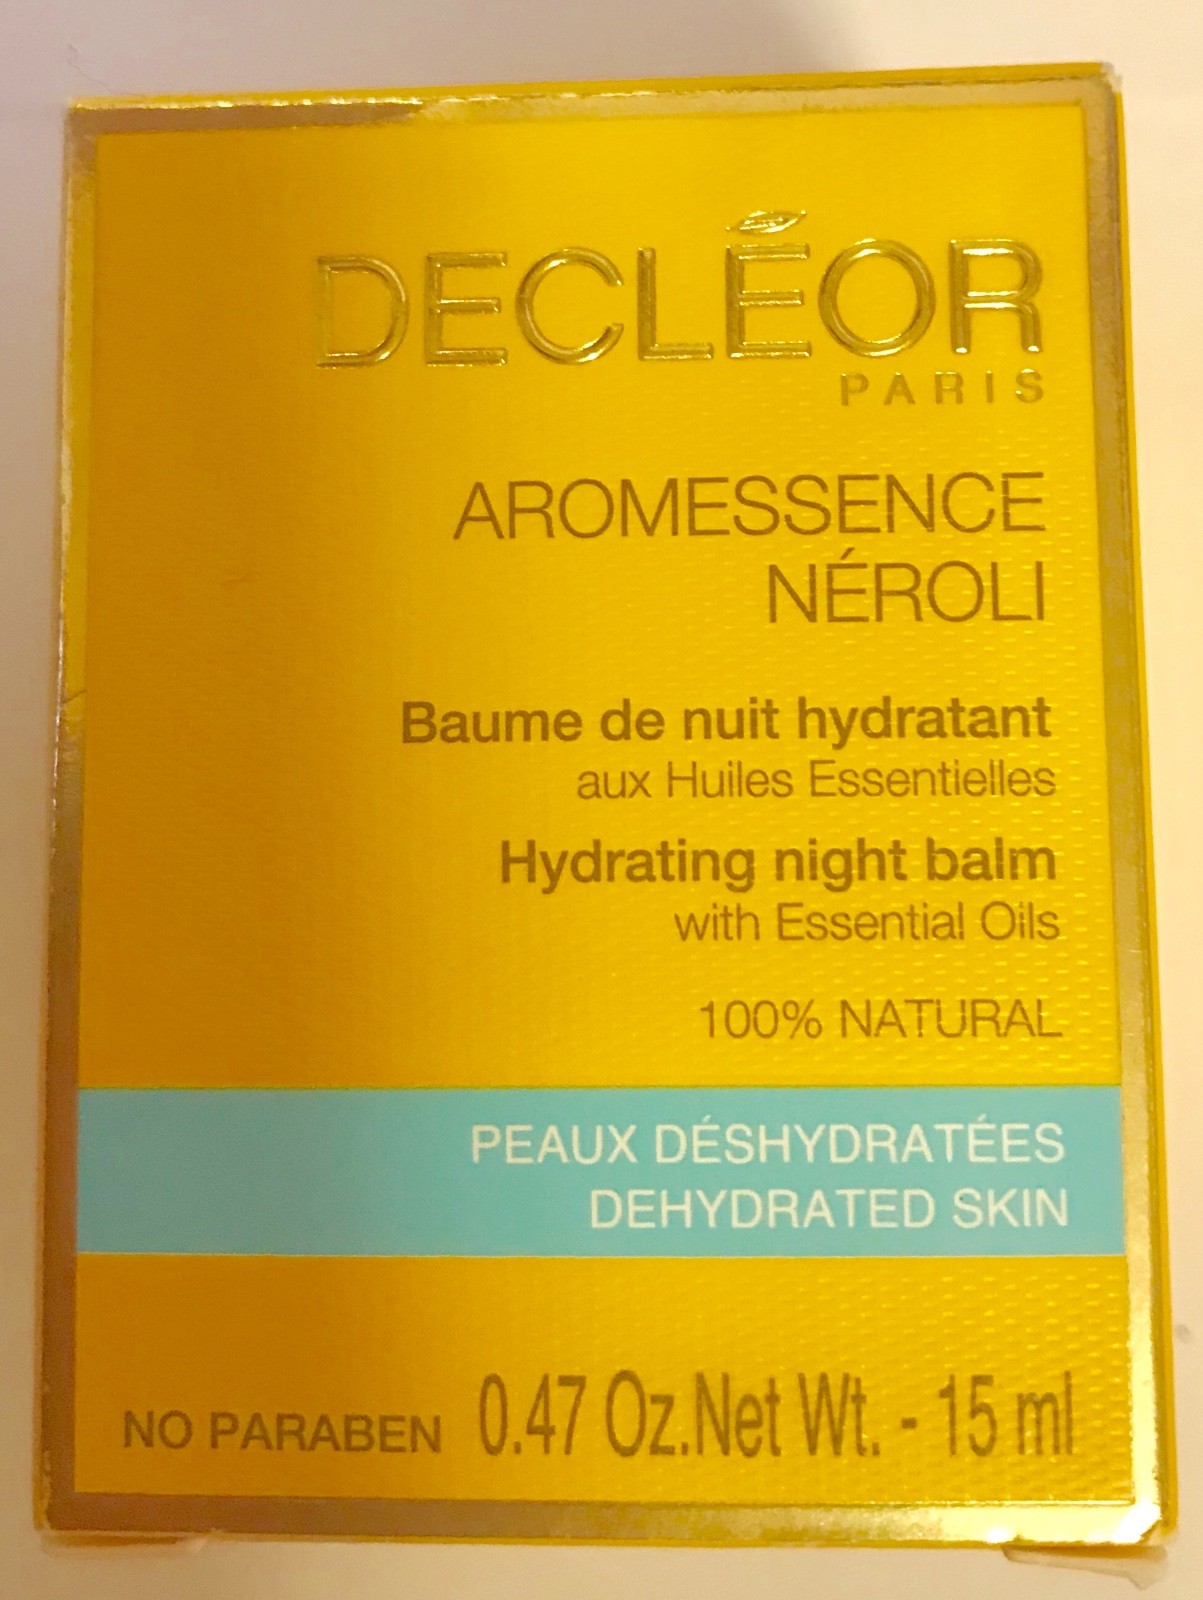 DECLÉOR
PARIS
AROMESSENCE
NÉROLI
Baume de nuit hydratant
aux Huiles Essentielles
Hydrating night balm
with Essential Oils
100% NATURAL
PEAUX DÉSHYDRATÉES
DEHYDRATED SKIN
NO PARABEN 0.47 Oz.Net Wt. - 15 ml